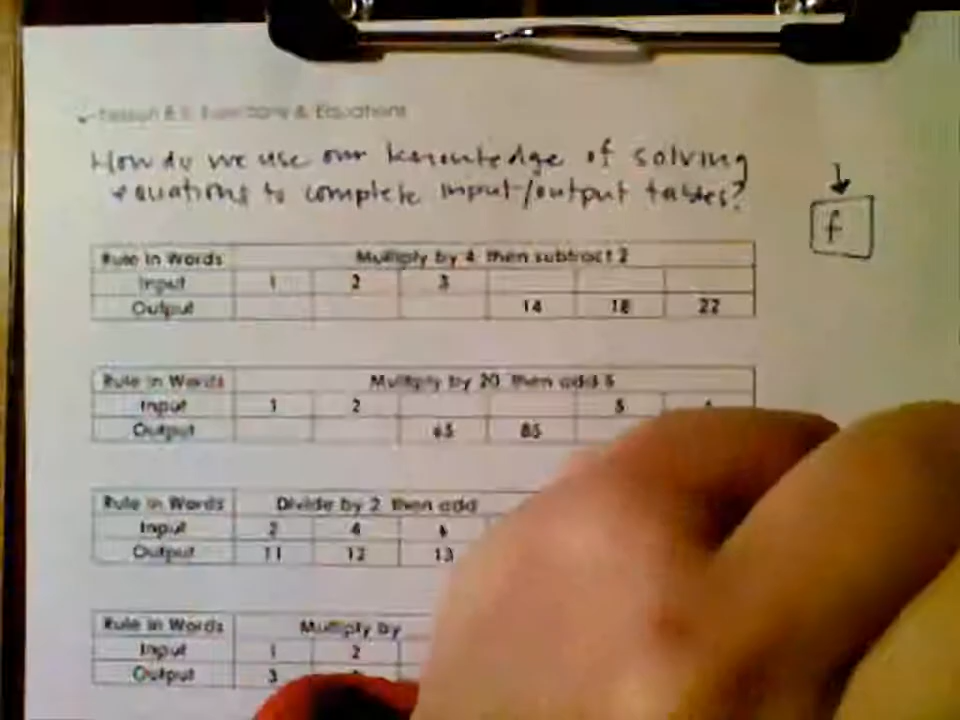 Lesson 8.1: Functions & Equations
How do we use our knowledge of solving
equations to complete input/output tables?
f
Rule in Words Multiply by 4 then subtract 2
Input 1 2 3
Output 14 18 22
Rule in Words Multiply by 20 then add 5
Input 1 2 5
Output 65 85
Rule in Words Divide by 2 then add
Input 2 4 6
Output 11 12 13
Rule in Words Multiply by
Input 1 2
Output 3